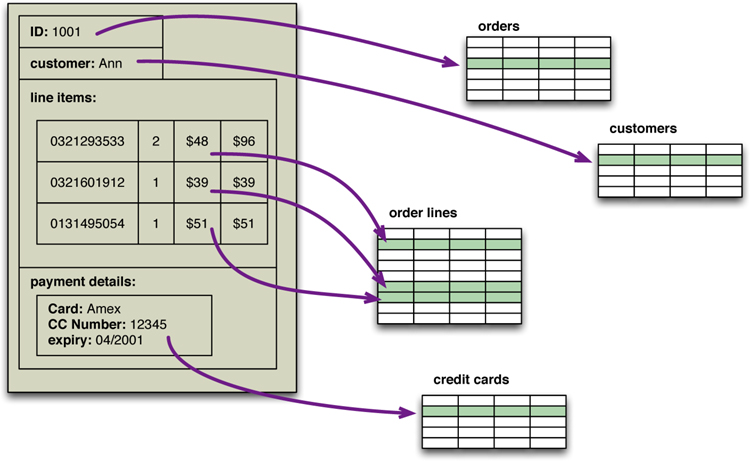 ID: 1001
customer: Ann
line items:
0321293533 2 $48 $96
0321601912 1 $39 $39
0131495054 1 $51 $51
payment details:
Card: Amex
CC Number: 12345
expiry: 04/2001
orders
customers
order lines
credit cards